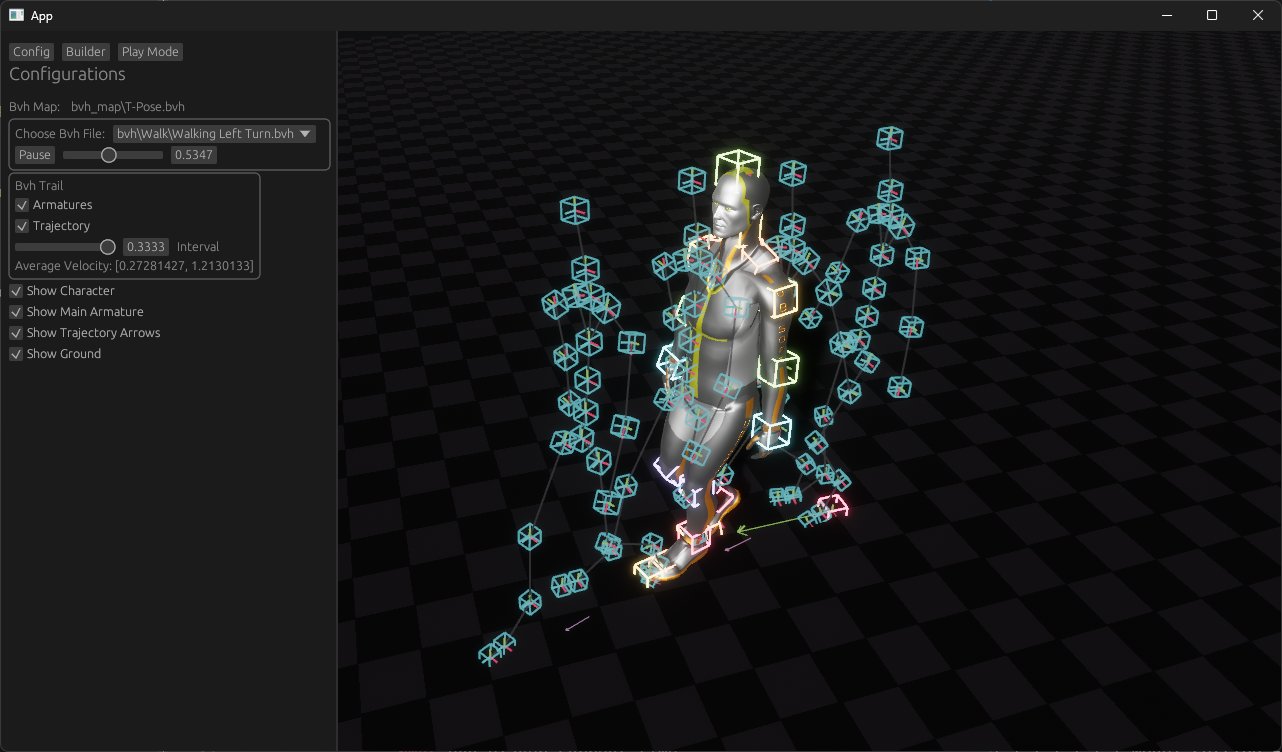 App
Config Builder Play Mode
Configurations
Bvh Map: bvh_map\T-Pose.bvh
Choose Bvh File: bvh\Walk\Walking Left Turn.bvh
Pause 0.5347
Bvh Trail
Armatures
Trajectory
0.3333 Interval
Average Velocity: [0.27281427, 1.2130133]
Show Character
Show Main Armature
Show Trajectory Arrows
Show Ground